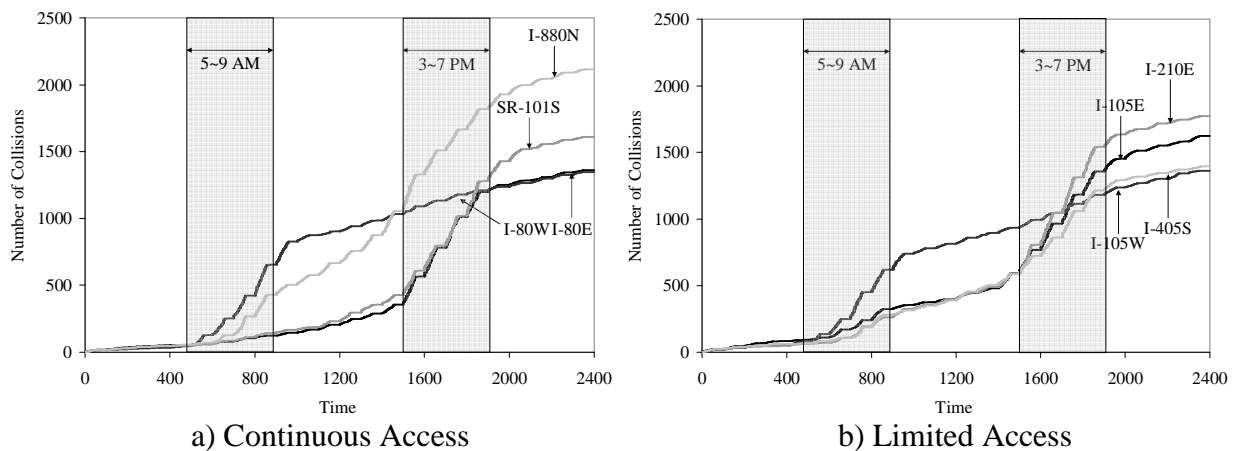 Number of Collisions
2500
2000
1500
1000
500
0
0 400 800 1200 1600 2000 2400
Time
5~9 AM
3~7 PM
I-880N
SR-101S
I-80W I-80E
a) Continuous Access
Number of Collisions
2500
2000
1500
1000
500
0
0 400 800 1200 1600 2000 2400
Time
5~9 AM
3~7 PM
I-210E
I-105E
I-405S
I-105W
b) Limited Access